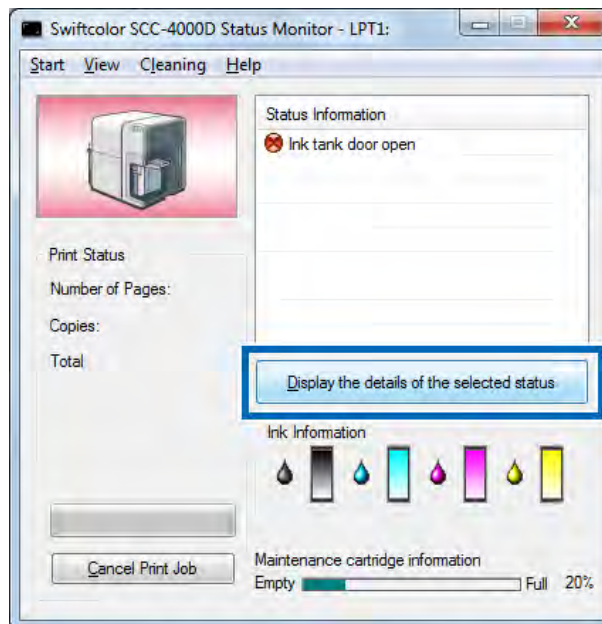 Swiftcolor SCC-4000D Status Monitor - LPT1:
Start View Cleaning Help
Status Information
Ink tank door open
Print Status
Number of Pages:
Copies:
Total
Display the details of the selected status
Ink Information
Cancel Print Job
Maintenance cartridge information
Empty Full 20%